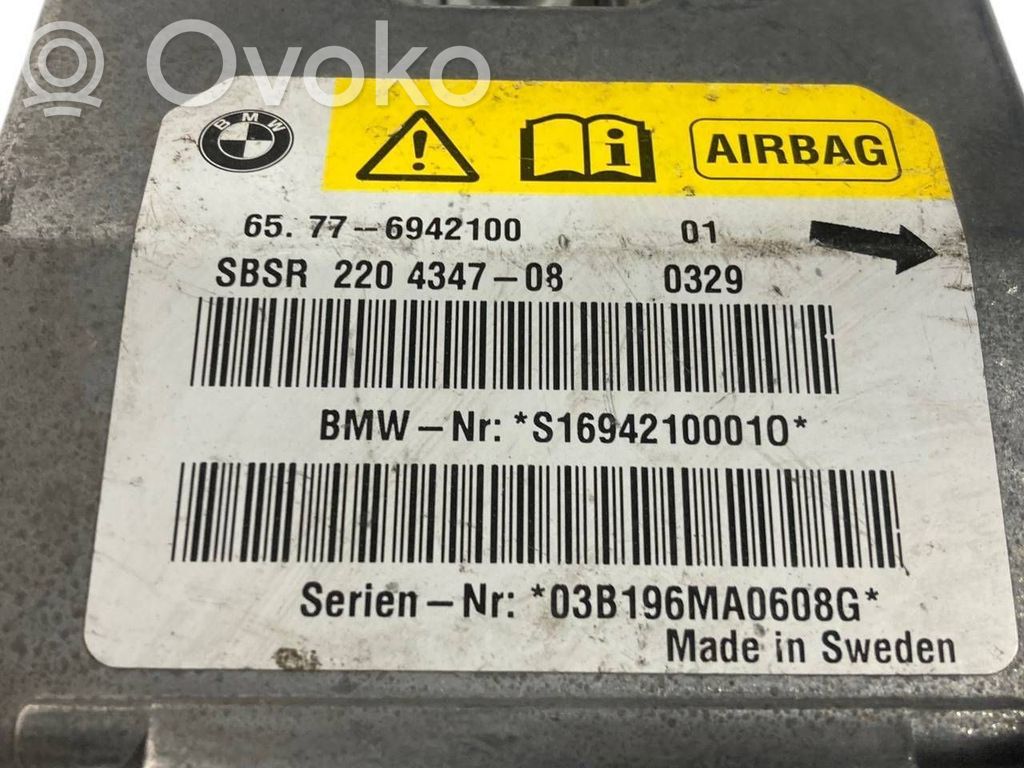 Ovoko
BMW
i
AIRBAG
65. 77-6942100 01
SBSR 220 4347-08 0329
BMW-Nr: *S16942100010*
Serien-Nr: *03B196MA0608G*
Made in Sweden